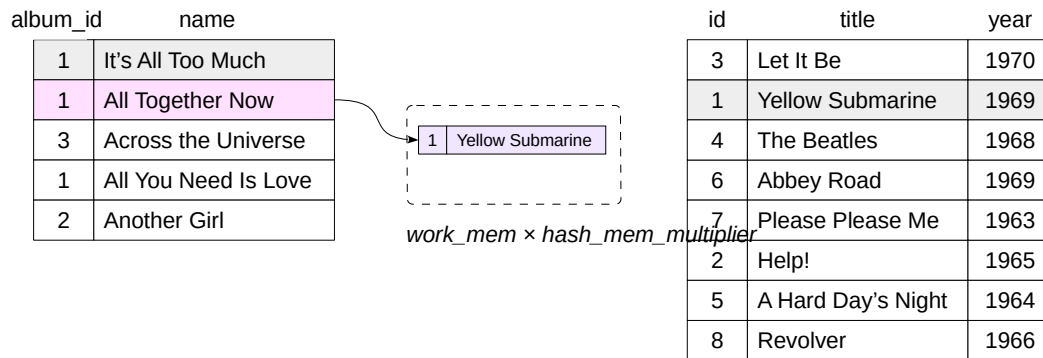 album_id name
1 It’s All Too Much
1 All Together Now
3 Across the Universe
1 All You Need Is Love
2 Another Girl
1 Yellow Submarine
work_mem × hash_mem_multiplier
id title year
3 Let It Be 1970
1 Yellow Submarine 1969
4 The Beatles 1968
6 Abbey Road 1969
7 Please Please Me 1963
2 Help! 1965
5 A Hard Day’s Night 1964
8 Revolver 1966